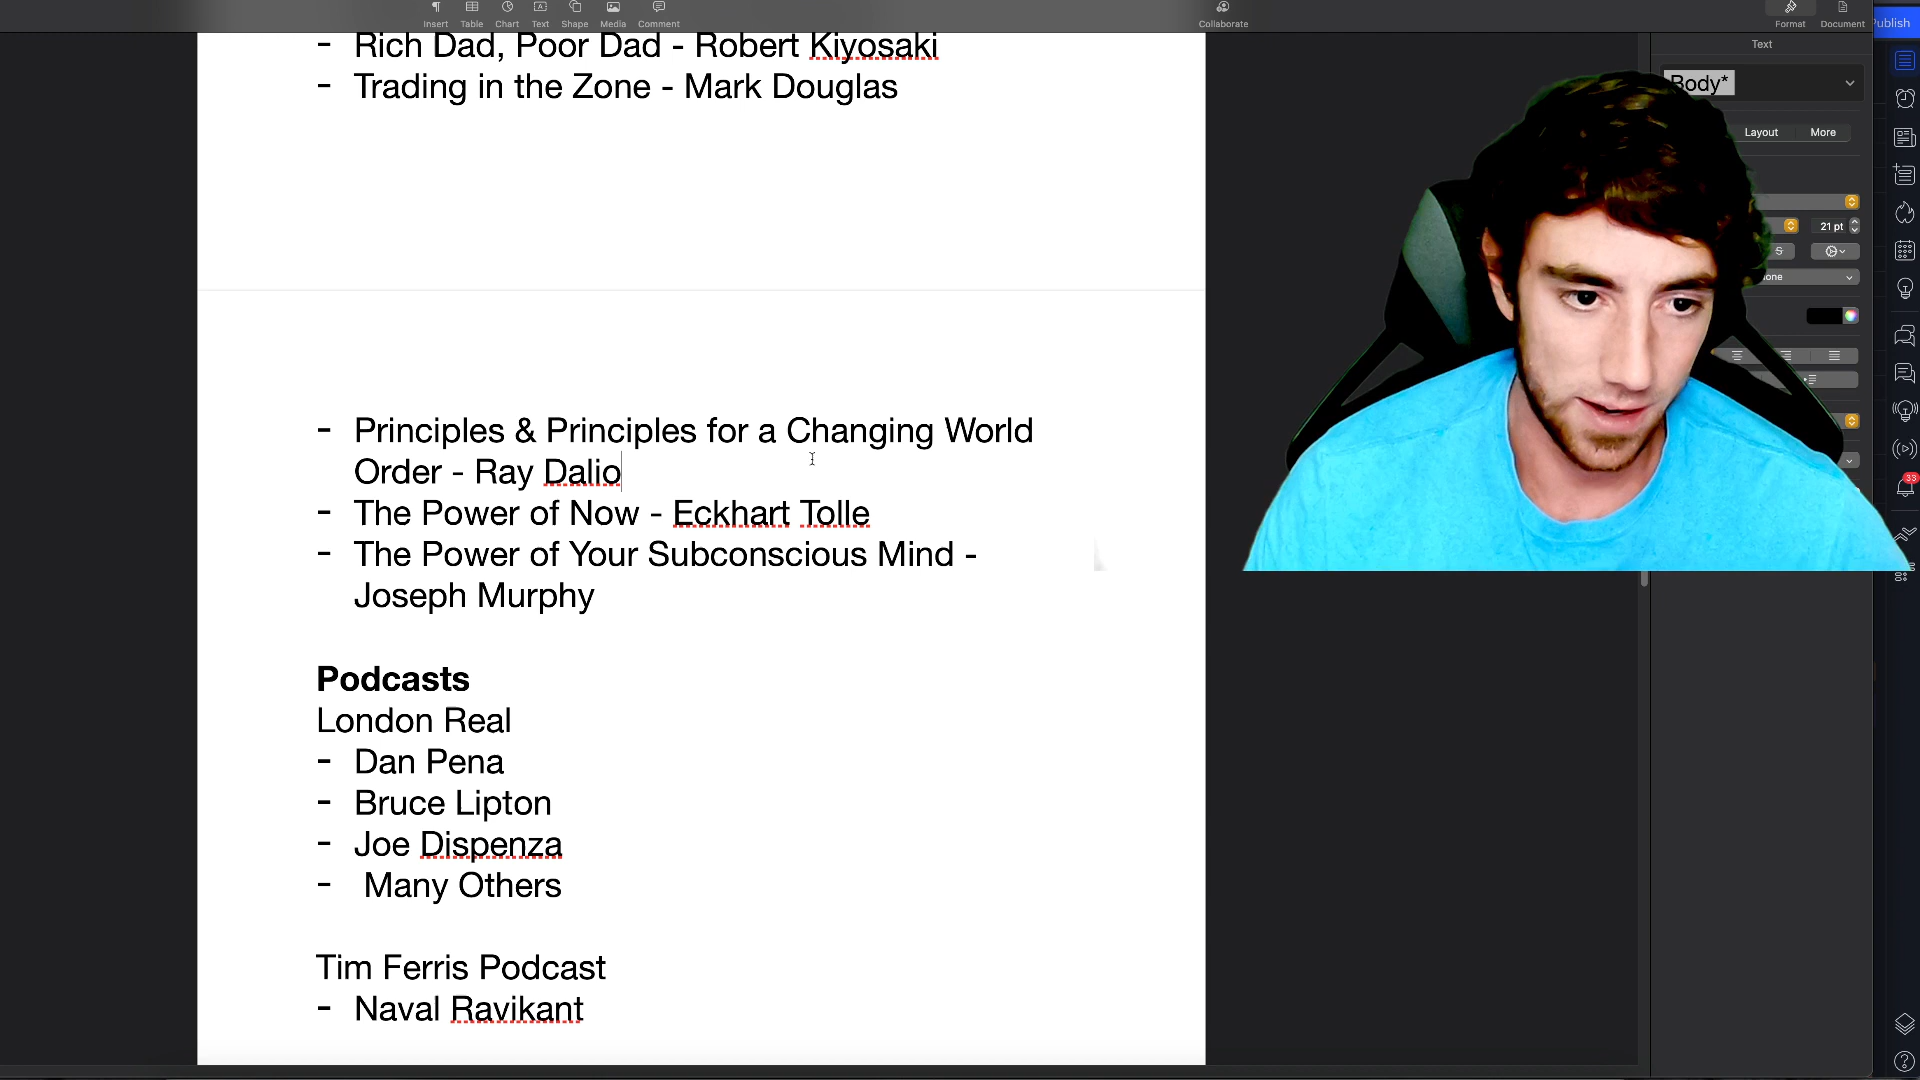 Insert Table Chart Text Shape Media Comment Collaborate Format Document
Publish
Text
- Rich Dad, Poor Dad - Robert Kiyosaki
- Trading in the Zone - Mark Douglas
Body*
Layout More
21 pt
- Principles & Principles for a Changing World
Order - Ray Dalio
- The Power of Now - Eckhart Tolle
- The Power of Your Subconscious Mind -
Joseph Murphy
33
Podcasts
London Real
- Dan Pena
- Bruce Lipton
- Joe Dispenza
- Many Others
Tim Ferris Podcast
- Naval Ravikant